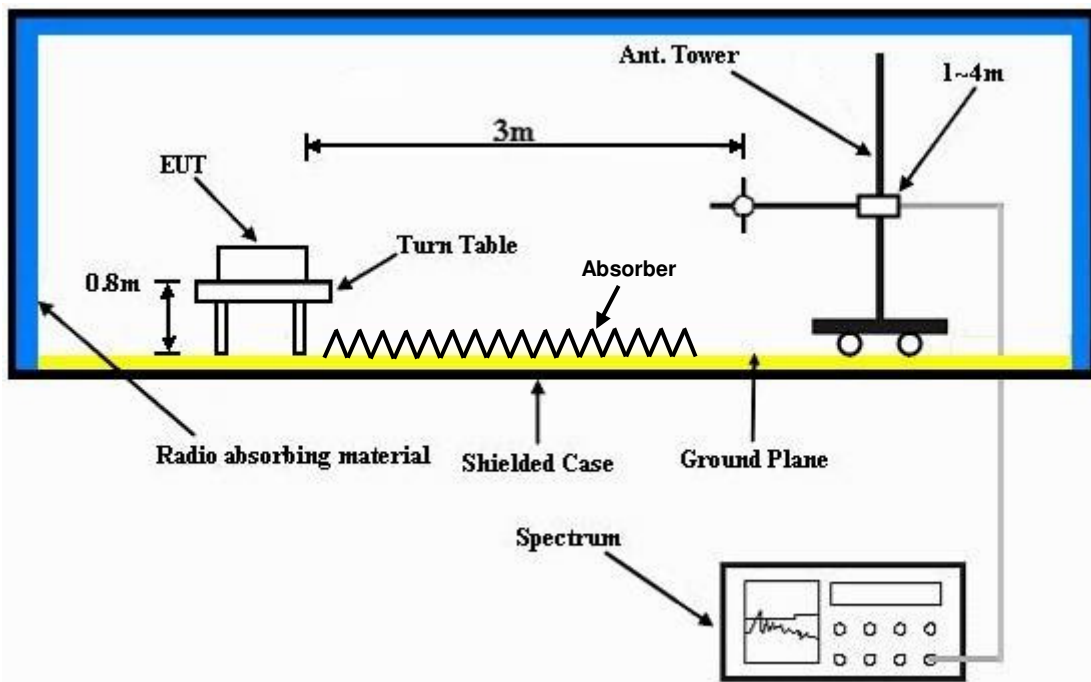 Ant. Tower
1~4m
3m
EUT
Turn Table
0.8m
Absorber
Radio absorbing material
Shielded Case
Ground Plane
Spectrum